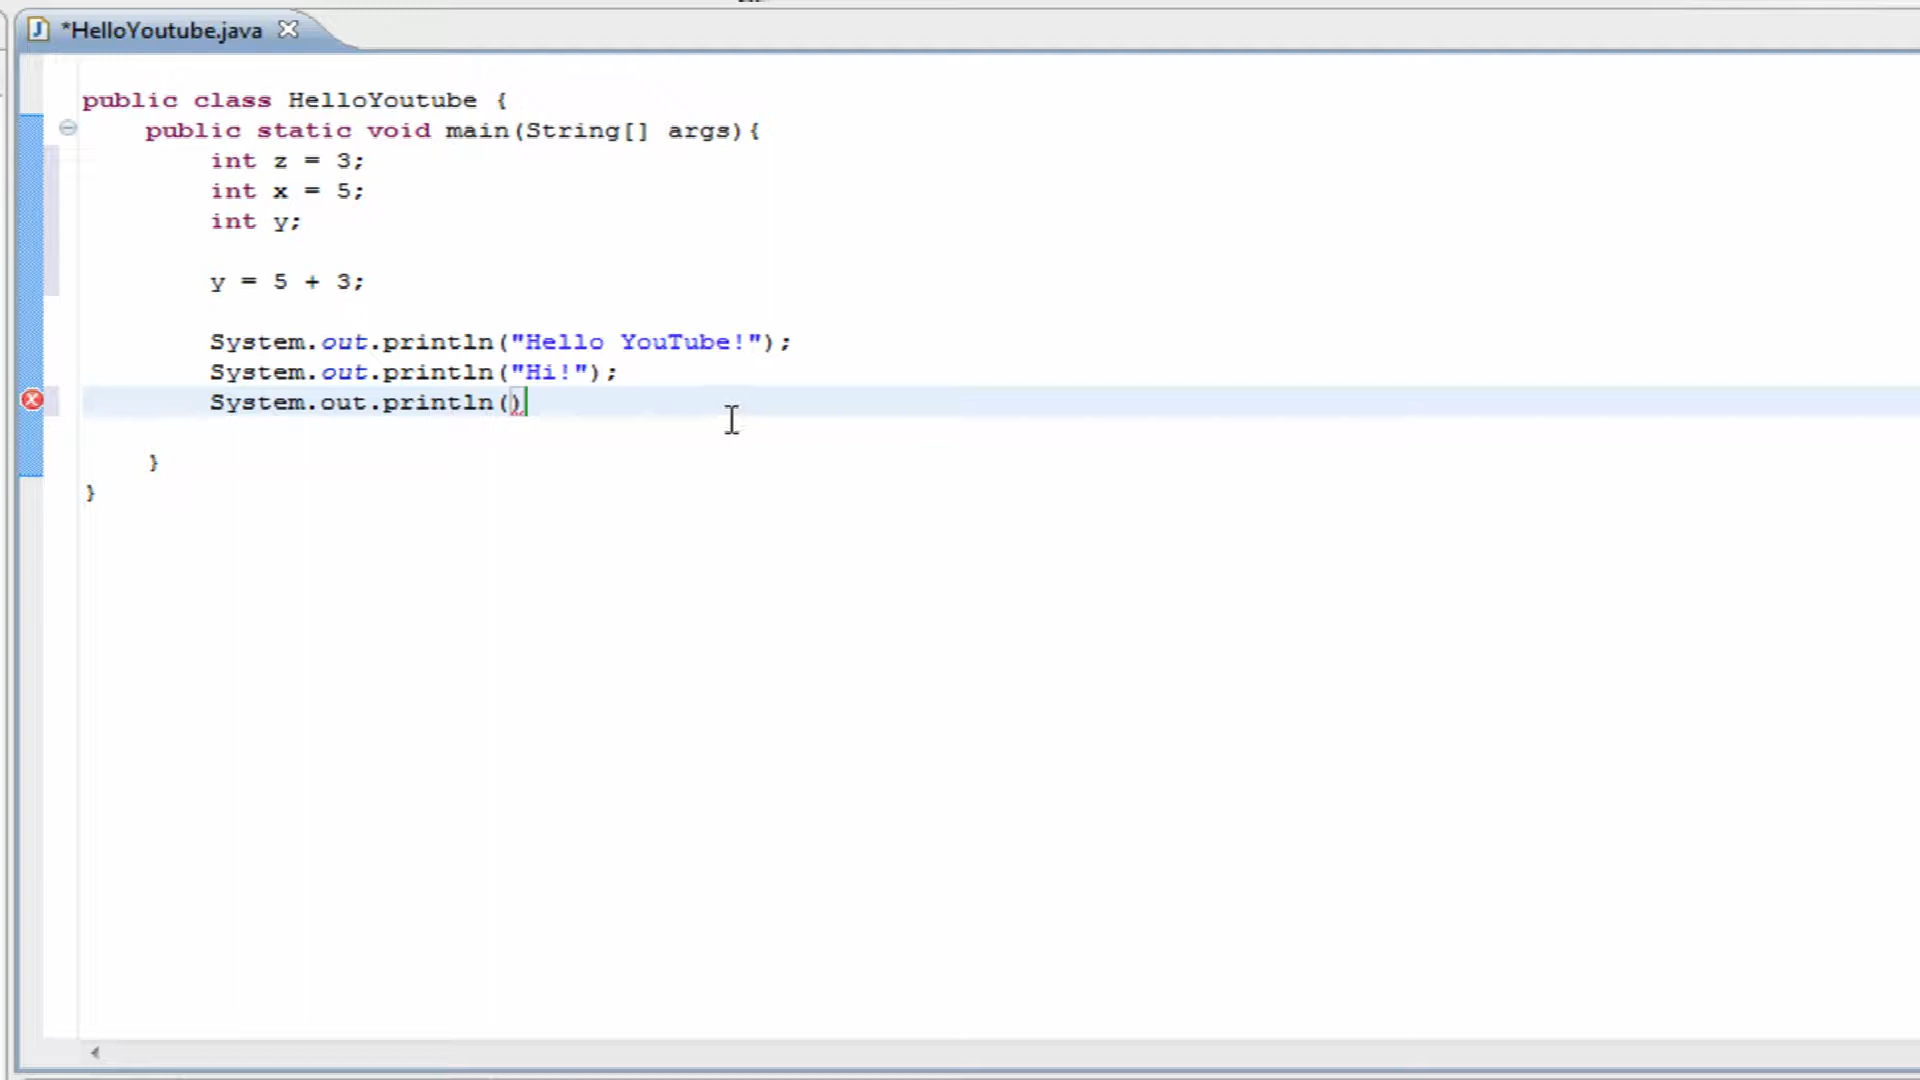 *HelloYoutube.java
public class HelloYoutube {
public static void main(String[] args){
int z = 3;
int x = 5;
int y;
y = 5 + 3;
System.out.println("Hello YouTube!");
System.out.println("Hi!");
System.out.println()
}
}